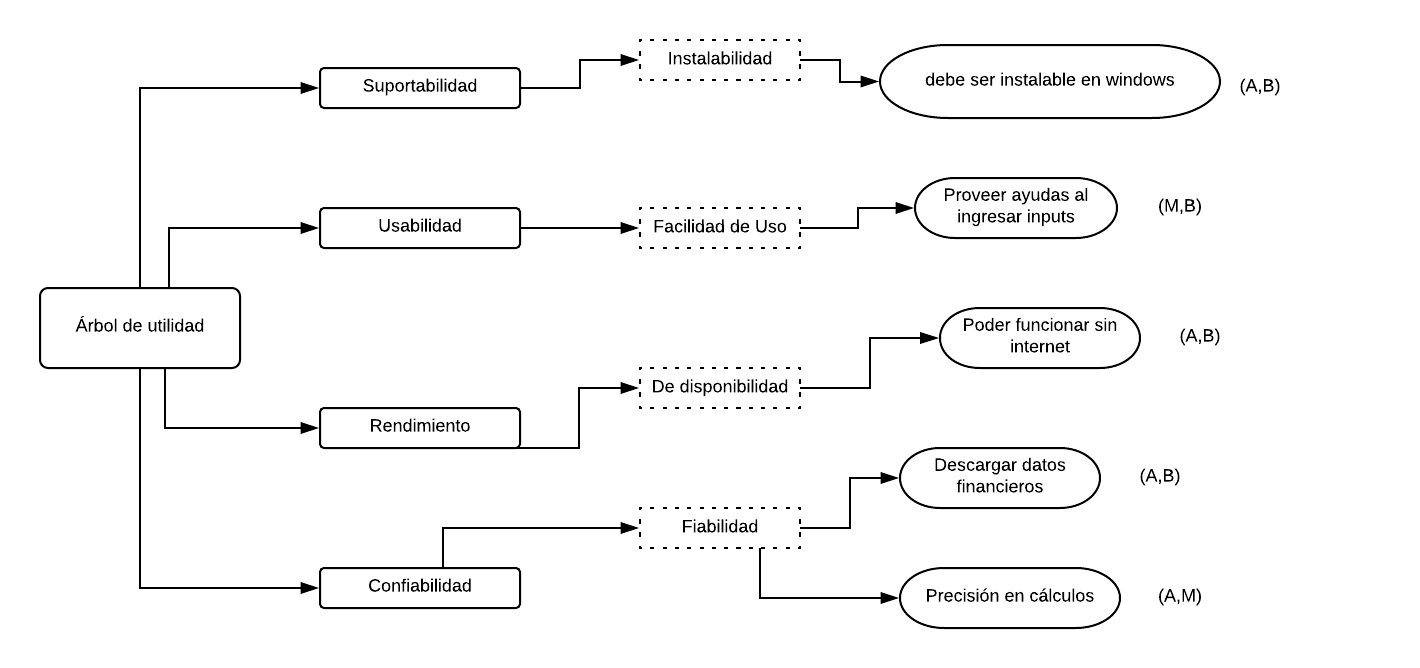 Suportabilidad
Instalabilidad
debe ser instalable en windows
(A,B)
Usabilidad
Facilidad de Uso
Proveer ayudas al
ingresar inputs
(M,B)
Árbol de utilidad
Rendimiento
De disponibilidad
Poder funcionar sin
internet
(A,B)
Confiabilidad
Fiabilidad
Descargar datos
financieros
(A,B)
Precisión en cálculos
(A,M)